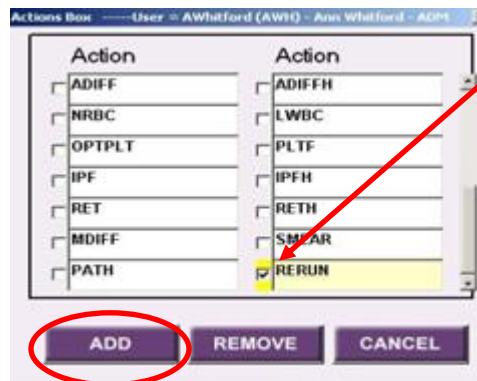 Actions Box ------User = AWhitford (AWH) - Ann Whitford - ADM
Action Action
ADIFF ADIFFH
NRBC LWBC
OPTPLT PLTF
IPF IPFH
RET RETH
MDIFF SMEAR
PATH RERUN
ADD REMOVE CANCEL